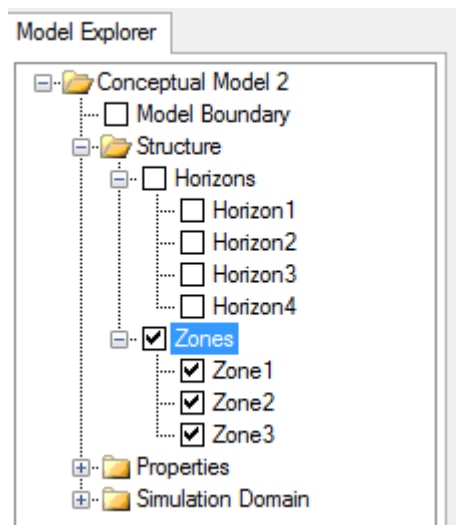 Model Explorer
Conceptual Model 2
Model Boundary
Structure
Horizons
Horizon1
Horizon2
Horizon3
Horizon4
Zones
Zone1
Zone2
Zone3
Properties
Simulation Domain